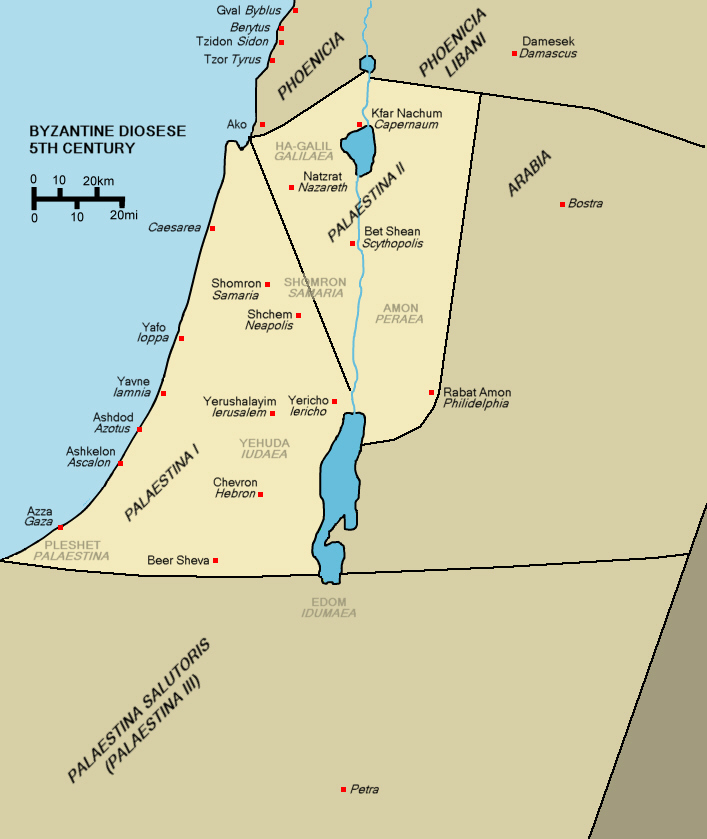 Gval Byblus
Berytus
Tzidon Sidon
Tzor Tyrus
PHOENICIA
PHOENICIA
LIBANI
Damesek
Damascus
BYZANTINE DIOSESE
5TH CENTURY
0 10 20km
0 10 20mi
Ako
Kfar Nachum
Capernaum
HA-GALIL
GALILAEA
Natzrat
Nazareth
PALAESTINA II
ARABIA
Bostra
Caesarea
Bet Shean
Scythopolis
Shomron
Samaria
SHOMRON
SAMARIA
Shchem
Neapolis
AMON
PERAEA
Yafo
Ioppa
Yavne
Iamnia
Yerushalayim
Ierusalem
Yericho
Iericho
Rabat Amon
Philidelphia
Ashdod
Azotus
Ashkelon
Ascalon
PALAESTINA I
YEHUDA
IUDAEA
Chevron
Hebron
Azza
Gaza
PLESHET
PALAESTINA
Beer Sheva
EDOM
IDUMAEA
PALAESTINA SALUTORIS
(PALAESTINA III)
Petra